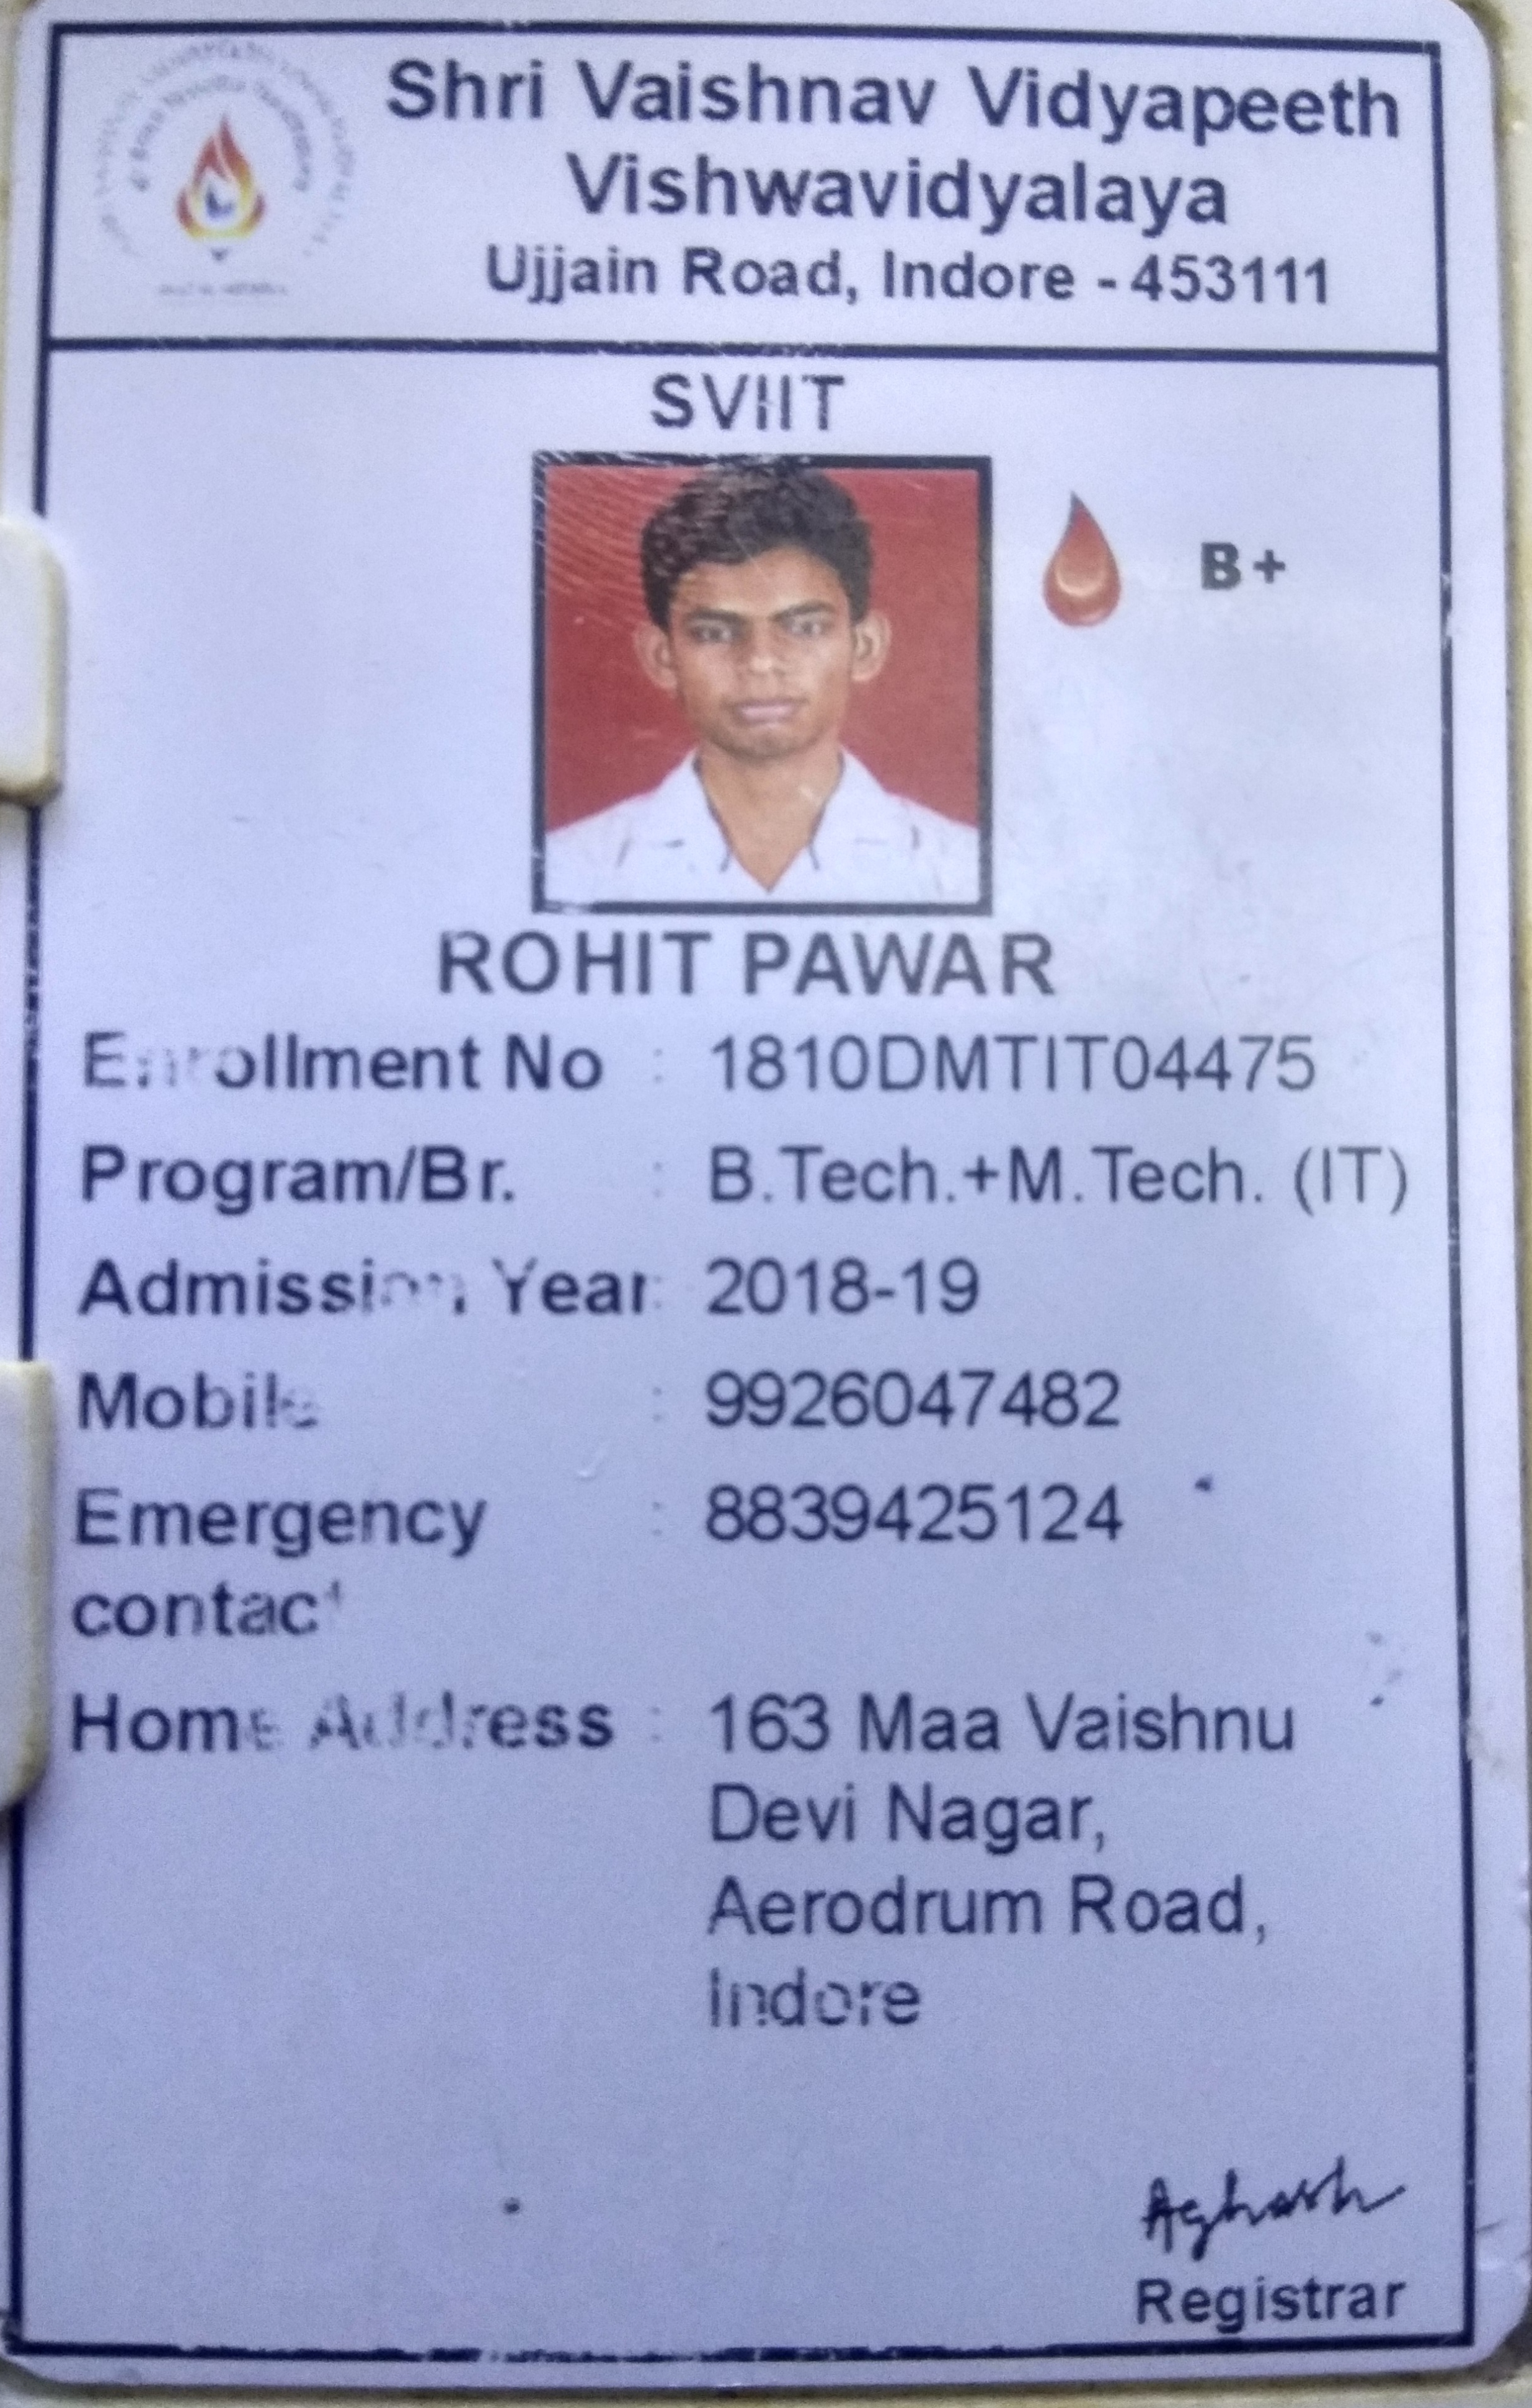 Shri Vaishnav Vidyapeeth
Vishwavidyalaya
Ujjain Road, Indore - 453111
SVIIT
B+
ROHIT PAWAR
Enrollment No : 1810DMTIT04475
Program/Br. : B.Tech.+M.Tech. (IT)
Admission Year : 2018-19
Mobile : 9926047482
Emergency : 8839425124
contact
Home Address : 163 Maa Vaishnu
Devi Nagar,
Aerodrum Road,
Indore
Registrar